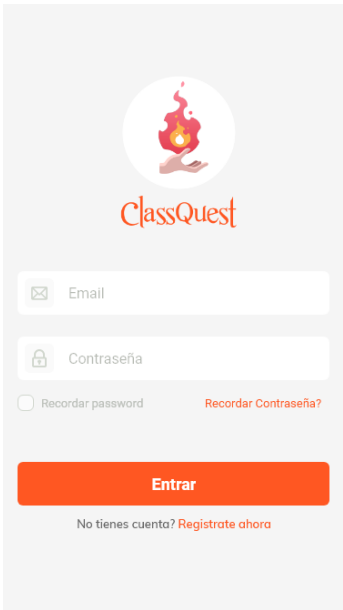 ClassQuest
Email
Contraseña
Recordar password
Recordar Contraseña?
Entrar
No tienes cuenta? Registrate ahora